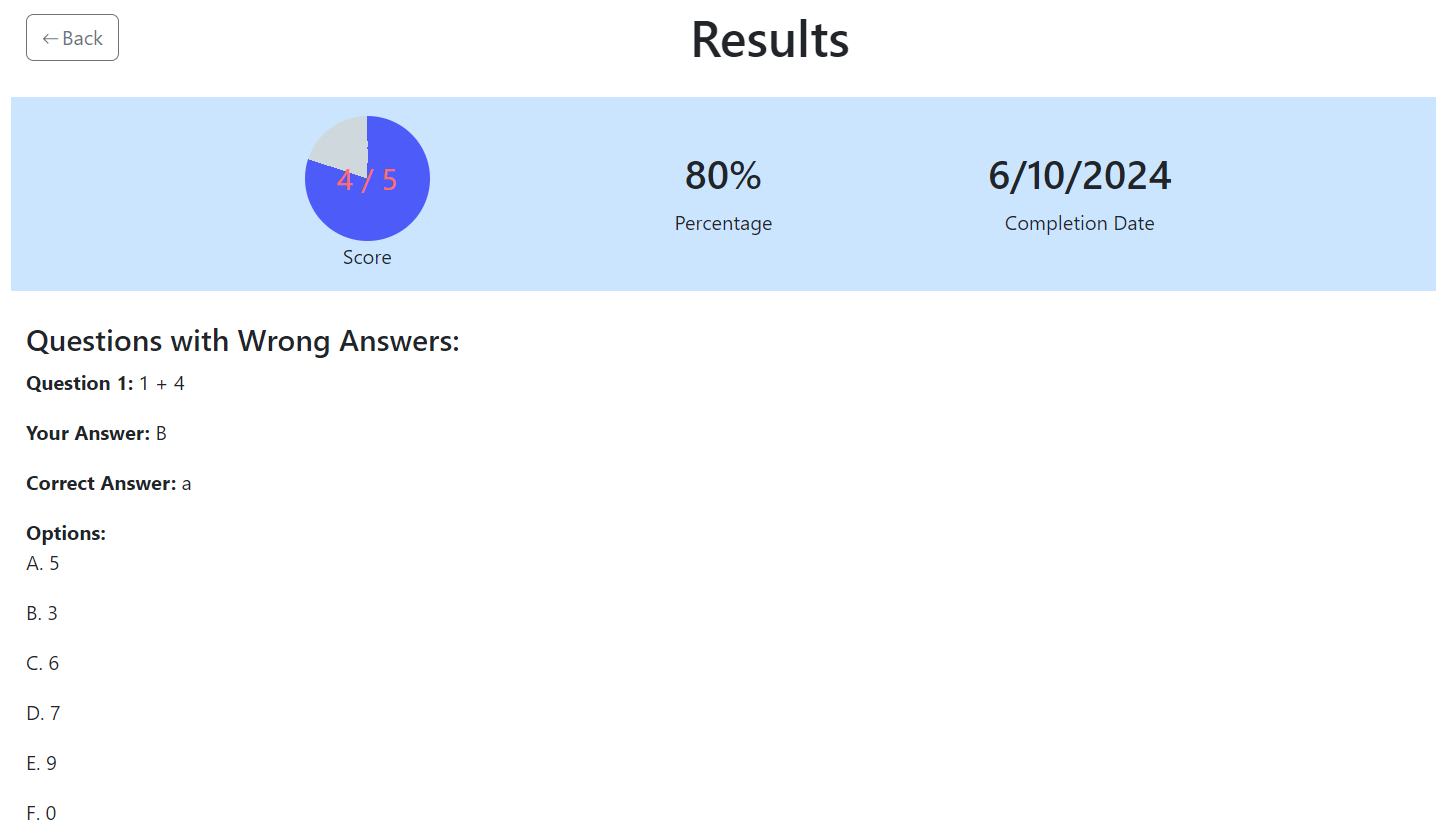 ← Back
Results
4 / 5
Score
80%
Percentage
6/10/2024
Completion Date
Questions with Wrong Answers:
Question 1: 1 + 4
Your Answer: B
Correct Answer: a
Options:
A. 5
B. 3
C. 6
D. 7
E. 9
F. 0